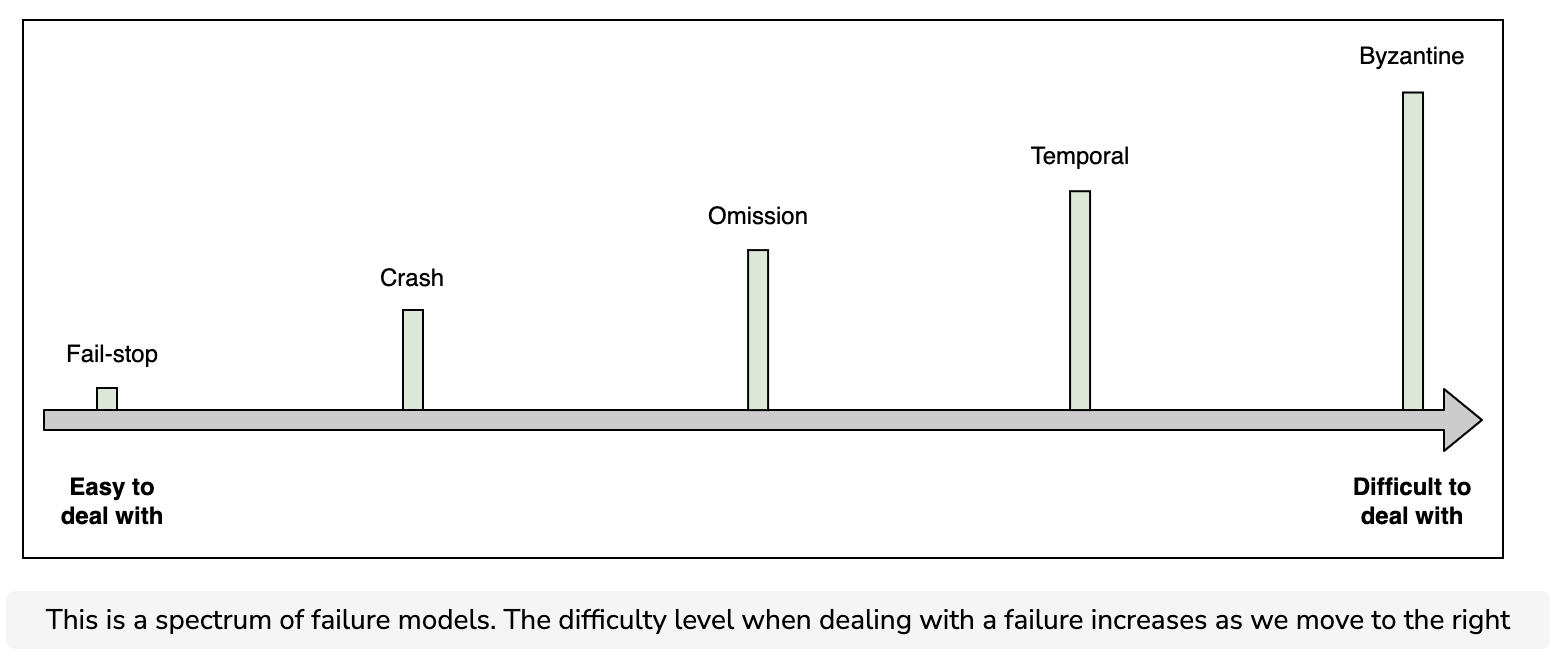 Byzantine
Temporal
Omission
Crash
Fail-stop
Easy to
deal with
Difficult to
deal with
This is a spectrum of failure models. The difficulty level when dealing with a failure increases as we move to the right